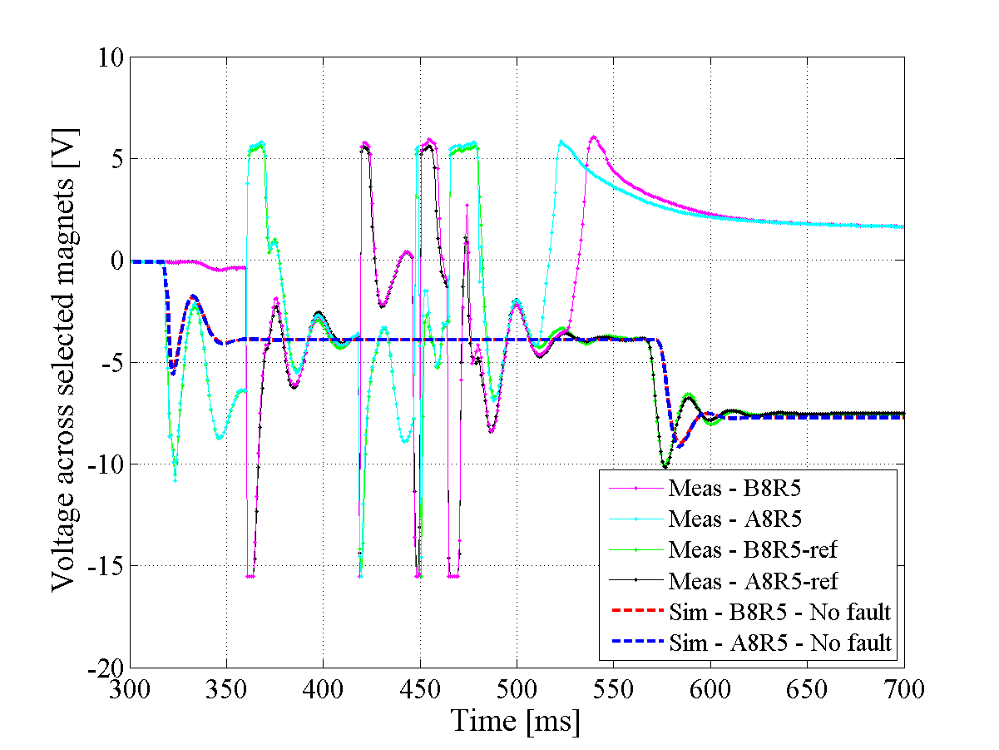 Voltage across selected magnets [V]
10
5
0
-5
-10
-15
-20
300 350 400 450 500 550 600 650 700
Time [ms]
Meas - B8R5
Meas - A8R5
Meas - B8R5-ref
Meas - A8R5-ref
Sim - B8R5 - No fault
Sim - A8R5 - No fault